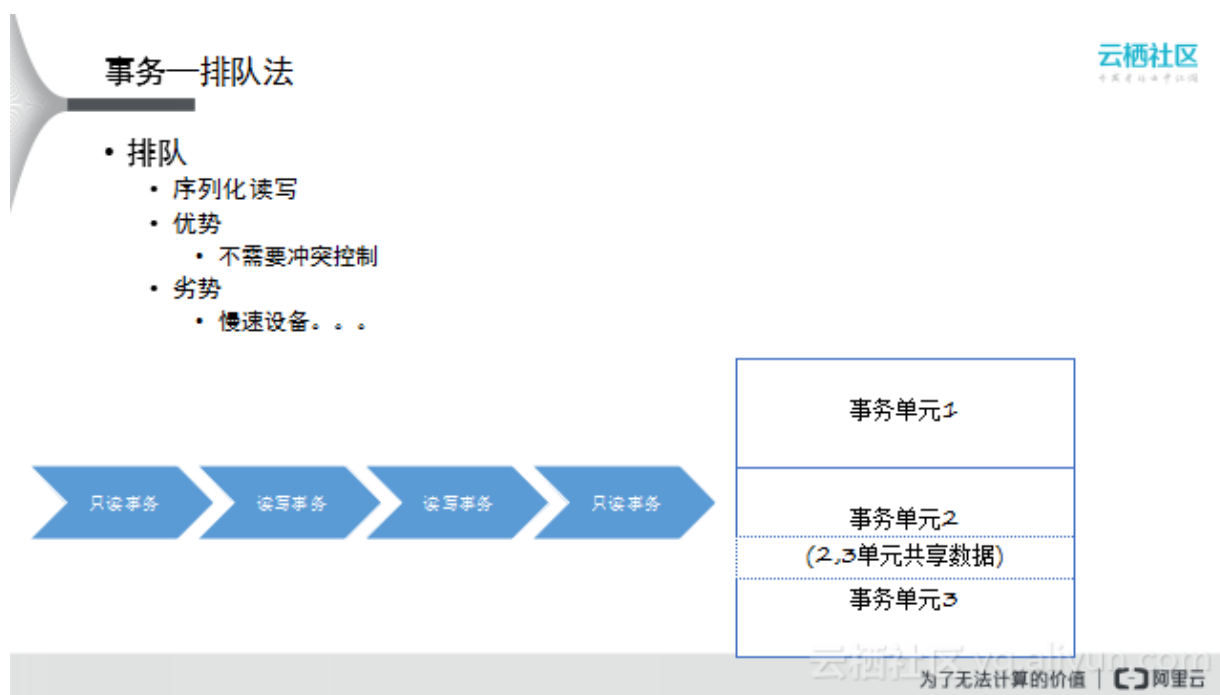 事务—排队法
云栖社区
• 排队
• 序列化读写
• 优势
• 不需要冲突控制
• 劣势
• 慢速设备。。。
事务单元1
只读事务
读写事务
读写事务
只读事务
事务单元2
(2,3单元共享数据)
事务单元3
云栖社区 yq.aliyun.com
为了无法计算的价值 | 阿里云